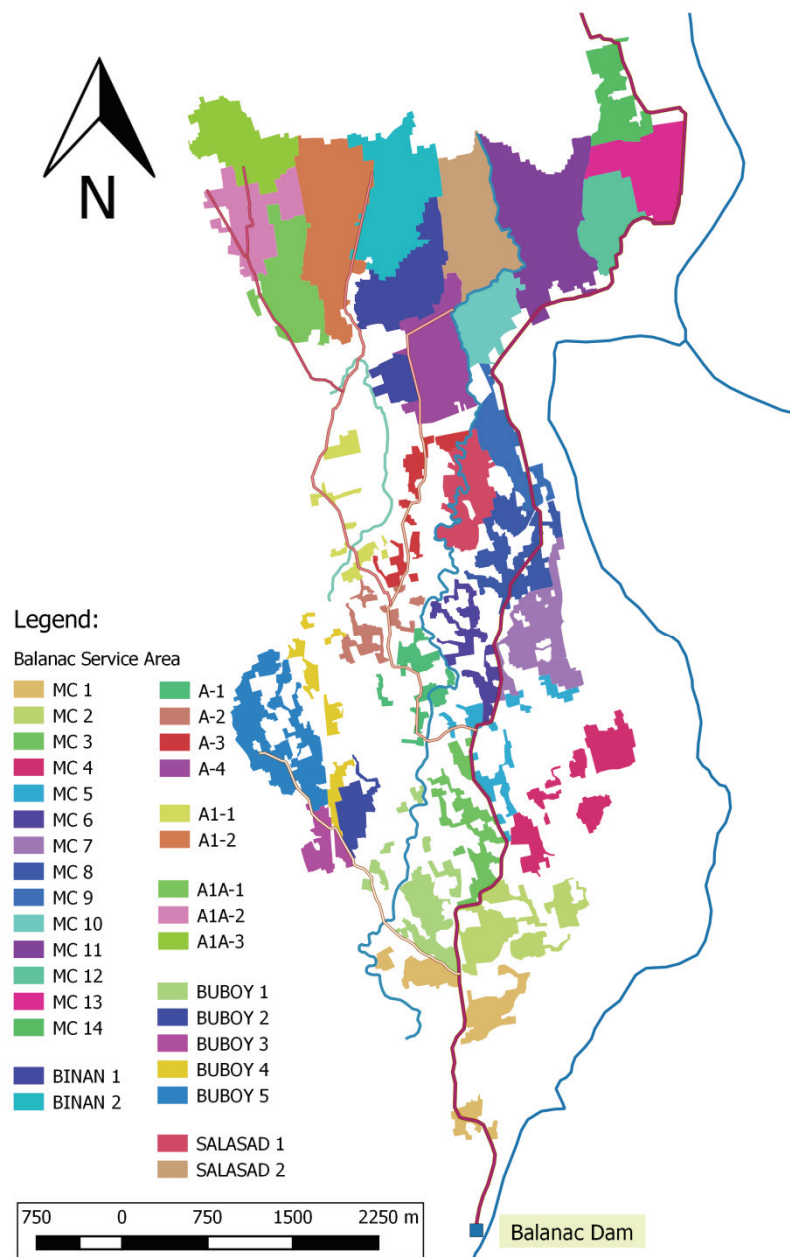 N
Legend:
Balanac Service Area
MC 1
MC 2
MC 3
MC 4
MC 5
MC 6
MC 7
MC 8
MC 9
MC 10
MC 11
MC 12
MC 13
MC 14
BINAN 1
BINAN 2
A-1
A-2
A-3
A-4
A1-1
A1-2
A1A-1
A1A-2
A1A-3
BUBOY 1
BUBOY 2
BUBOY 3
BUBOY 4
BUBOY 5
SALASAD 1
SALASAD 2
750 0 750 1500 2250 m
Balanac Dam